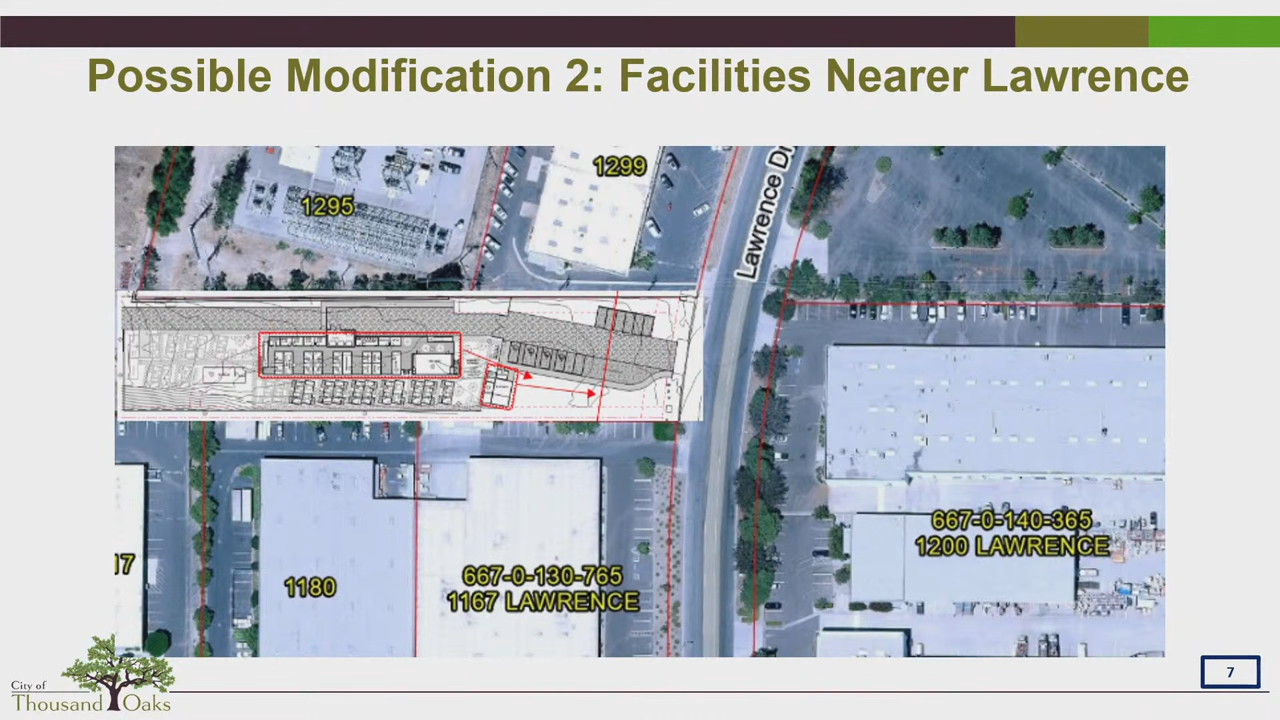 Possible Modification 2: Facilities Nearer Lawrence
1299
1295
Lawrence Dr
667-0-140-365
1200 LAWRENCE
17
1180
667-0-130-765
1167 LAWRENCE
7
City of
Thousand Oaks